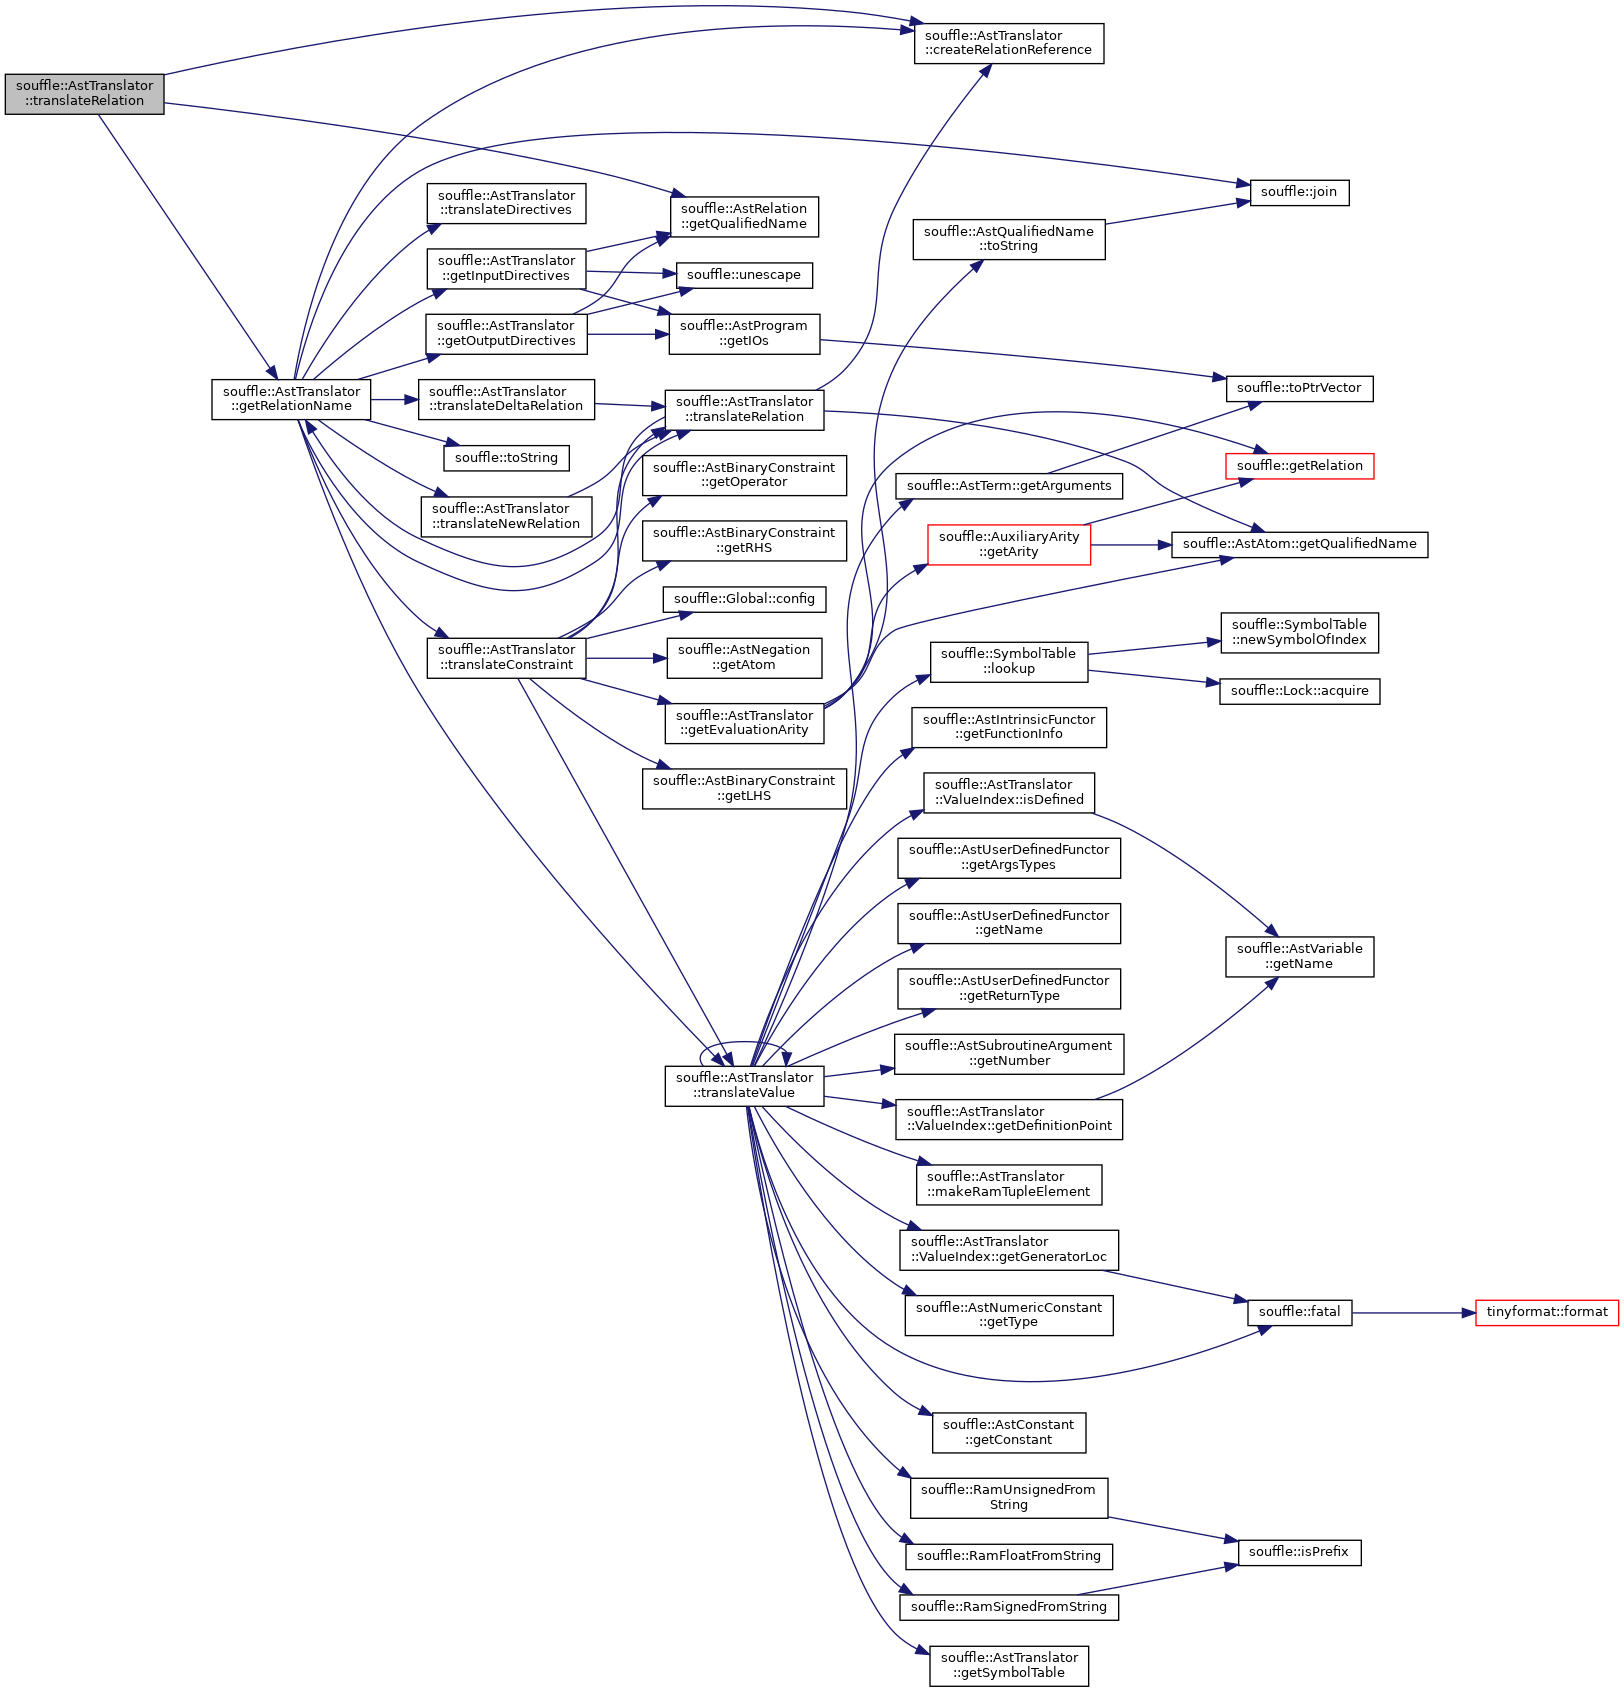 souffle::AstTranslator
::translateRelation
souffle::AstTranslator
::getRelationName
souffle::AstTranslator
::translateDirectives
souffle::AstTranslator
::getInputDirectives
souffle::AstTranslator
::getOutputDirectives
souffle::AstTranslator
::translateDeltaRelation
souffle::toString
souffle::AstTranslator
::translateNewRelation
souffle::AstTranslator
::translateConstraint
souffle::AstRelation
::getQualifiedName
souffle::unescape
souffle::AstProgram
::getIOs
souffle::AstTranslator
::translateRelation
souffle::AstBinaryConstraint
::getOperator
souffle::AstBinaryConstraint
::getRHS
souffle::Global::config
souffle::AstNegation
::getAtom
souffle::AstTranslator
::getEvaluationArity
souffle::AstBinaryConstraint
::getLHS
souffle::AstTranslator
::translateValue
souffle::AstTranslator
::createRelationReference
souffle::AstQualifiedName
::toString
souffle::AstTerm::getArguments
souffle::AuxiliaryArity
::getArity
souffle::SymbolTable
::lookup
souffle::AstIntrinsicFunctor
::getFunctionInfo
souffle::AstTranslator
::ValueIndex::isDefined
souffle::AstUserDefinedFunctor
::getArgsTypes
souffle::AstUserDefinedFunctor
::getName
souffle::AstUserDefinedFunctor
::getReturnType
souffle::AstSubroutineArgument
::getNumber
souffle::AstTranslator
::ValueIndex::getDefinitionPoint
souffle::AstTranslator
::makeRamTupleElement
souffle::AstTranslator
::ValueIndex::getGeneratorLoc
souffle::AstNumericConstant
::getType
souffle::AstConstant
::getConstant
souffle::RamUnsignedFrom
String
souffle::RamFloatFromString
souffle::RamSignedFromString
souffle::AstTranslator
::getSymbolTable
souffle::join
souffle::toPtrVector
souffle::getRelation
souffle::AstAtom::getQualifiedName
souffle::SymbolTable
::newSymbolOfIndex
souffle::Lock::acquire
souffle::AstVariable
::getName
souffle::fatal
souffle::isPrefix
tinyformat::format